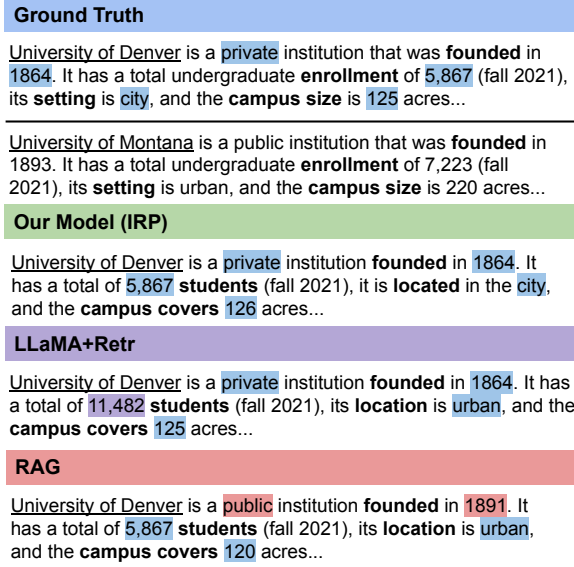 Ground Truth
University of Denver is a private institution that was founded in
1864. It has a total undergraduate enrollment of 5,867 (fall 2021),
its setting is city, and the campus size is 125 acres...
University of Montana is a public institution that was founded in
1893. It has a total undergraduate enrollment of 7,223 (fall
2021), its setting is urban, and the campus size is 220 acres...
Our Model (IRP)
University of Denver is a private institution founded in 1864. It
has a total of 5,867 students (fall 2021), it is located in the city,
and the campus covers 126 acres...
LLaMA+Retr
University of Denver is a private institution founded in 1864. It has
a total of 11,482 students (fall 2021), its location is urban, and the
campus covers 125 acres...
RAG
University of Denver is a public institution founded in 1891. It
has a total of 5,867 students (fall 2021), its location is urban,
and the campus covers 120 acres...